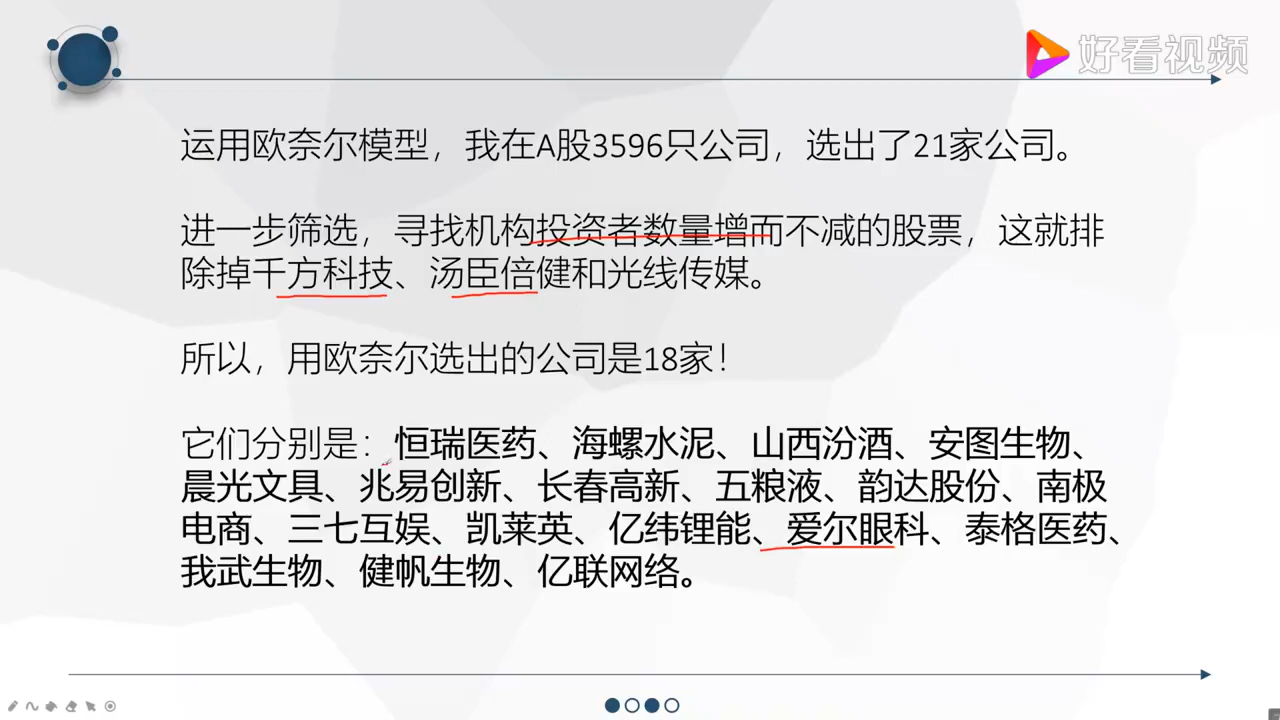 好看视频
运用欧奈尔模型，我在A股3596只公司，选出了21家公司。
进一步筛选，寻找机构投资者数量增而不减的股票，这就排
除掉千方科技、汤臣倍健和光线传媒。
所以，用欧奈尔选出的公司是18家！
它们分别是：恒瑞医药、海螺水泥、山西汾酒、安图生物、
晨光文具、兆易创新、长春高新、五粮液、韵达股份、南极
电商、三七互娱、凯莱英、亿纬锂能、爱尔眼科、泰格医药、
我武生物、健帆生物、亿联网络。